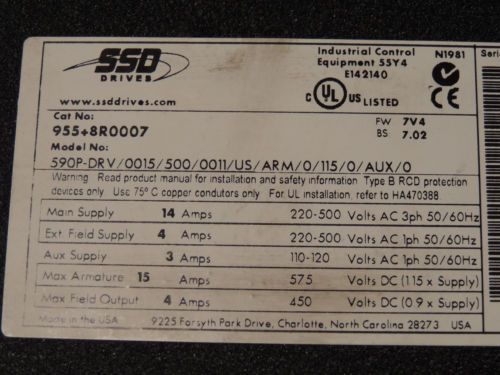 SSD
DRIVES
www.ssddrives.com
Industrial Control
Equipment 55Y4
E142140
N1981
Seri
C UL US LISTED
Cat No:
FW 7V4
BS: 7.02
955+8R0007
Model No:
590P-DRV/0015/500/0011/US/ARM/0/115/0/AUX/0
Warning Read product manual for installation and safety information Type B RCD protection
devices only Use 75°C copper condutors only For UL installation, refer to HA470388
Main Supply 14 Amps 220-500 Volts AC 3ph 50/60Hz
Ext Field Supply 4 Amps 220-500 Volts AC 1ph 50/60Hz
Aux Supply 3 Amps 110-120 Volts AC 1ph 50/60Hz
Max Armature 15 Amps 575 Volts DC (1.15 x Supply)
Max Field Output 4 Amps 450 Volts DC (0.9 x Supply)
Made in the USA 9225 Forsyth Park Drive, Charlotte, North Carolina 28273 USA